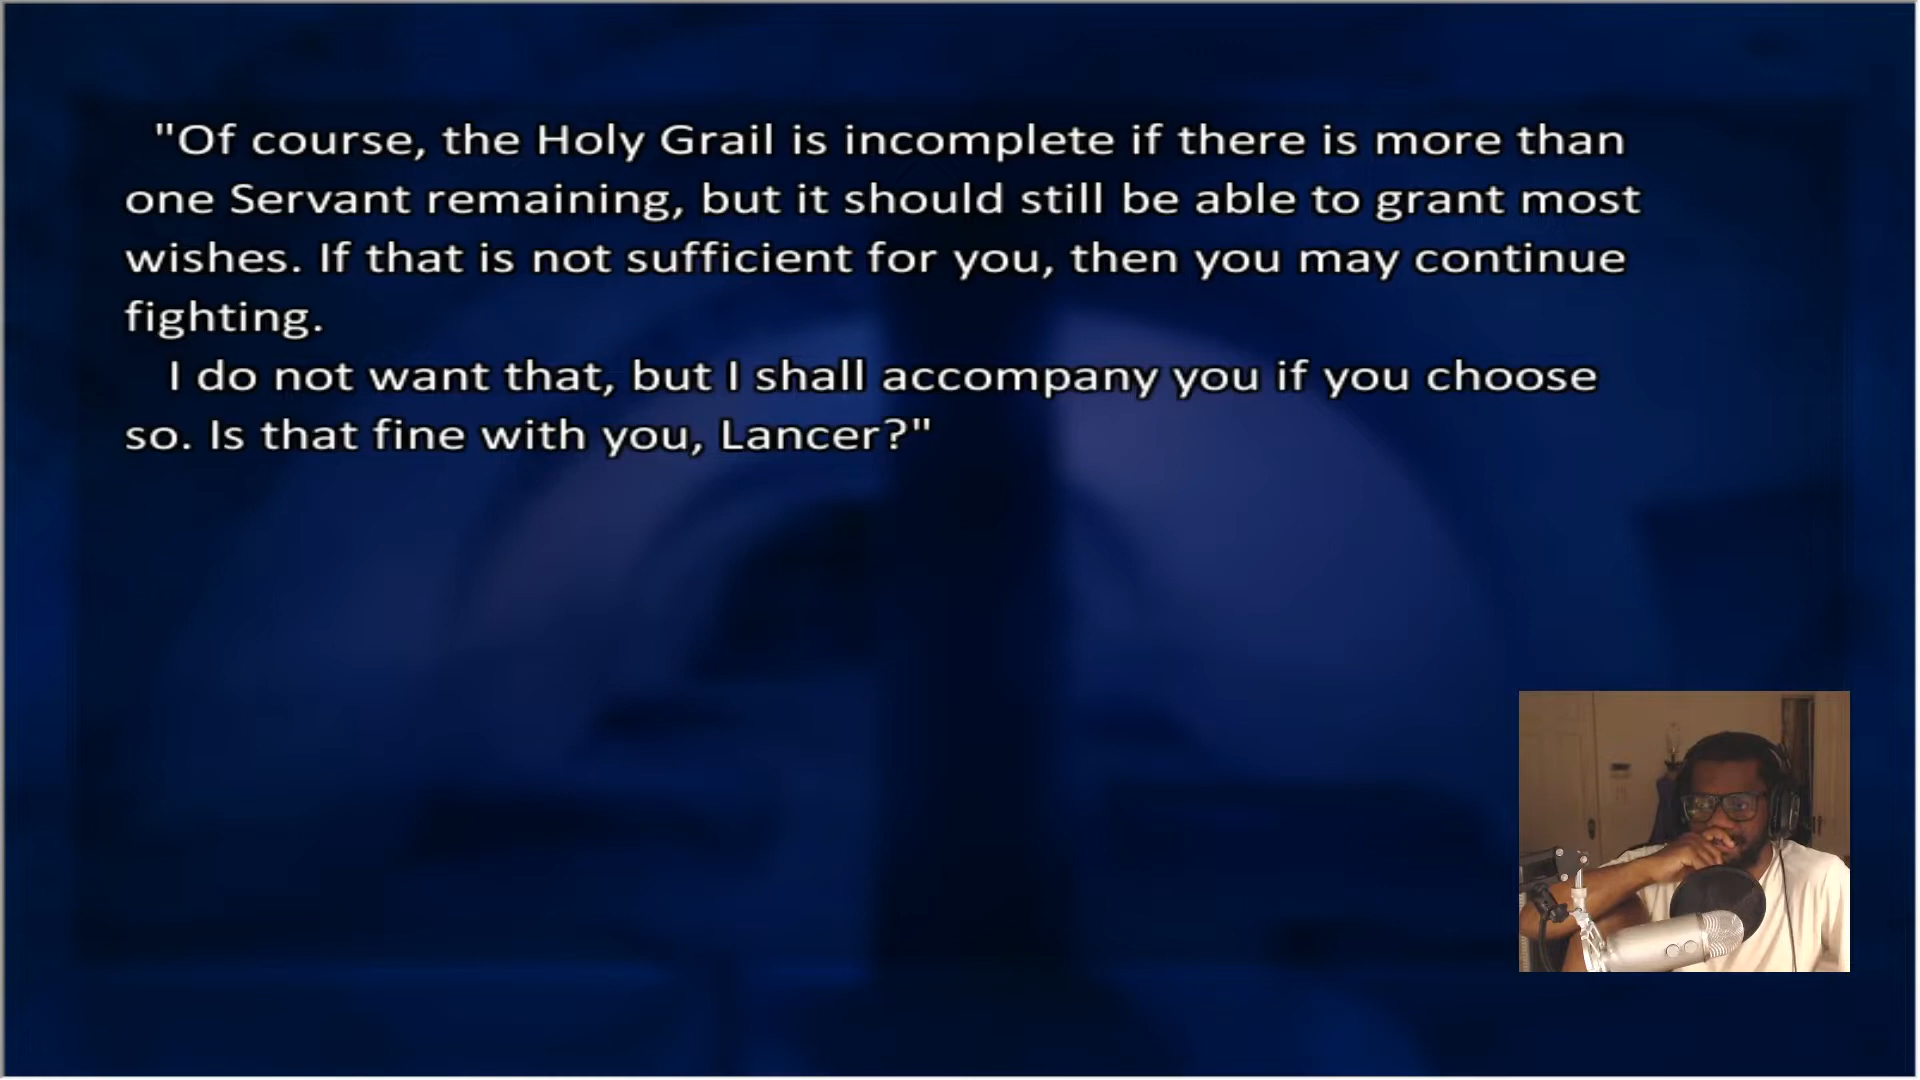 "Of course, the Holy Grail is incomplete if there is more than
one Servant remaining, but it should still be able to grant most
wishes. If that is not sufficient for you, then you may continue
fighting.
I do not want that, but I shall accompany you if you choose
so. Is that fine with you, Lancer?"